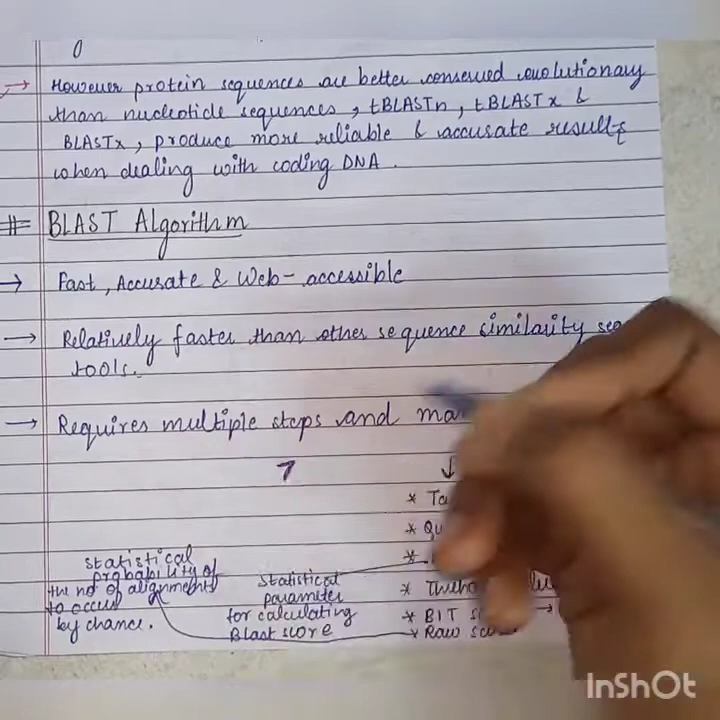 → However protein sequences are better conserved evolutionary
than nucleotide sequences, tBLASTn, tBLASTx &
BLASTx, produce more reliable & accurate results
when dealing with coding DNA.
# BLAST Algorithm
→ Fast, Accurate & Web-accessible
→ Relatively faster than other sequence similarity
tools.
→ Requires multiple steps and
↓
*
*
*
*
* BIT →
* Raw
statistical
probability of
the no of alignments
to occur
by chance.
Statistical
parameter
for calculating
Blast score
InShOt